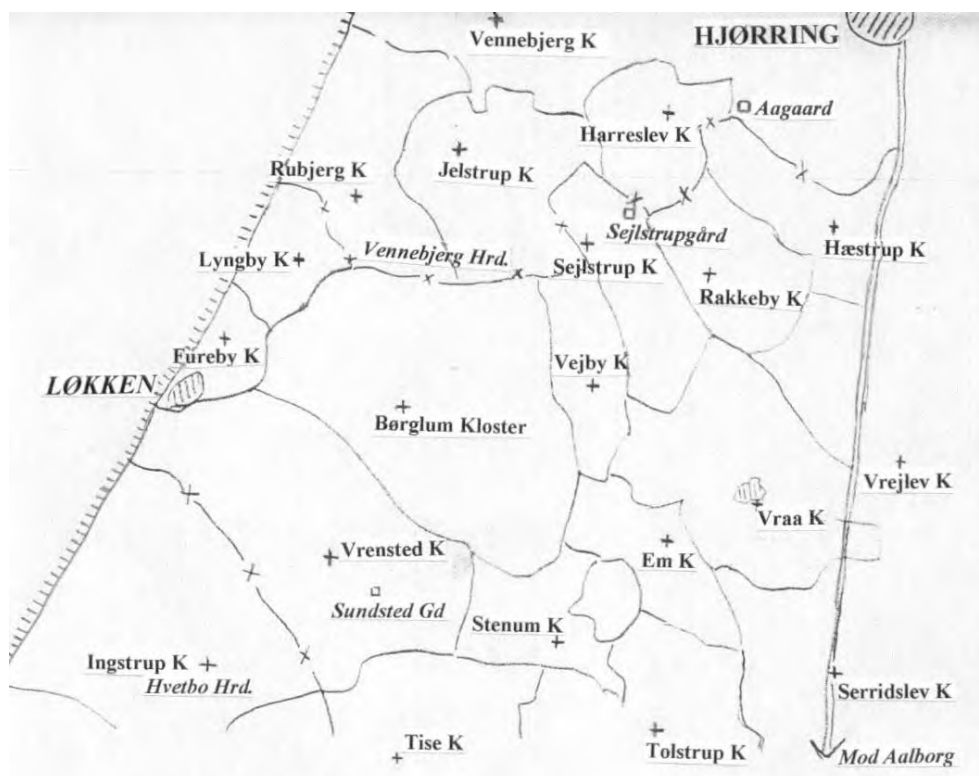 Vennebjerg K
HJØRRING
Aagaard
Harreslev K
Rubjerg K
Jelstrup K
Sejlstrupgård
Lyngby K
Vennebjerg Hrd.
Hæstrup K
Sejlstrup K
Rakkeby K
Fureby K
Vejby K
LØKKEN
Børglum Kloster
Vrejlev K
Vraa K
Vrensted K
Em K
Sundsted Gd
Stenum K
Ingstrup K
Hvetbo Hrd.
Serridslev K
Tise K
Tolstrup K
Mod Aalborg